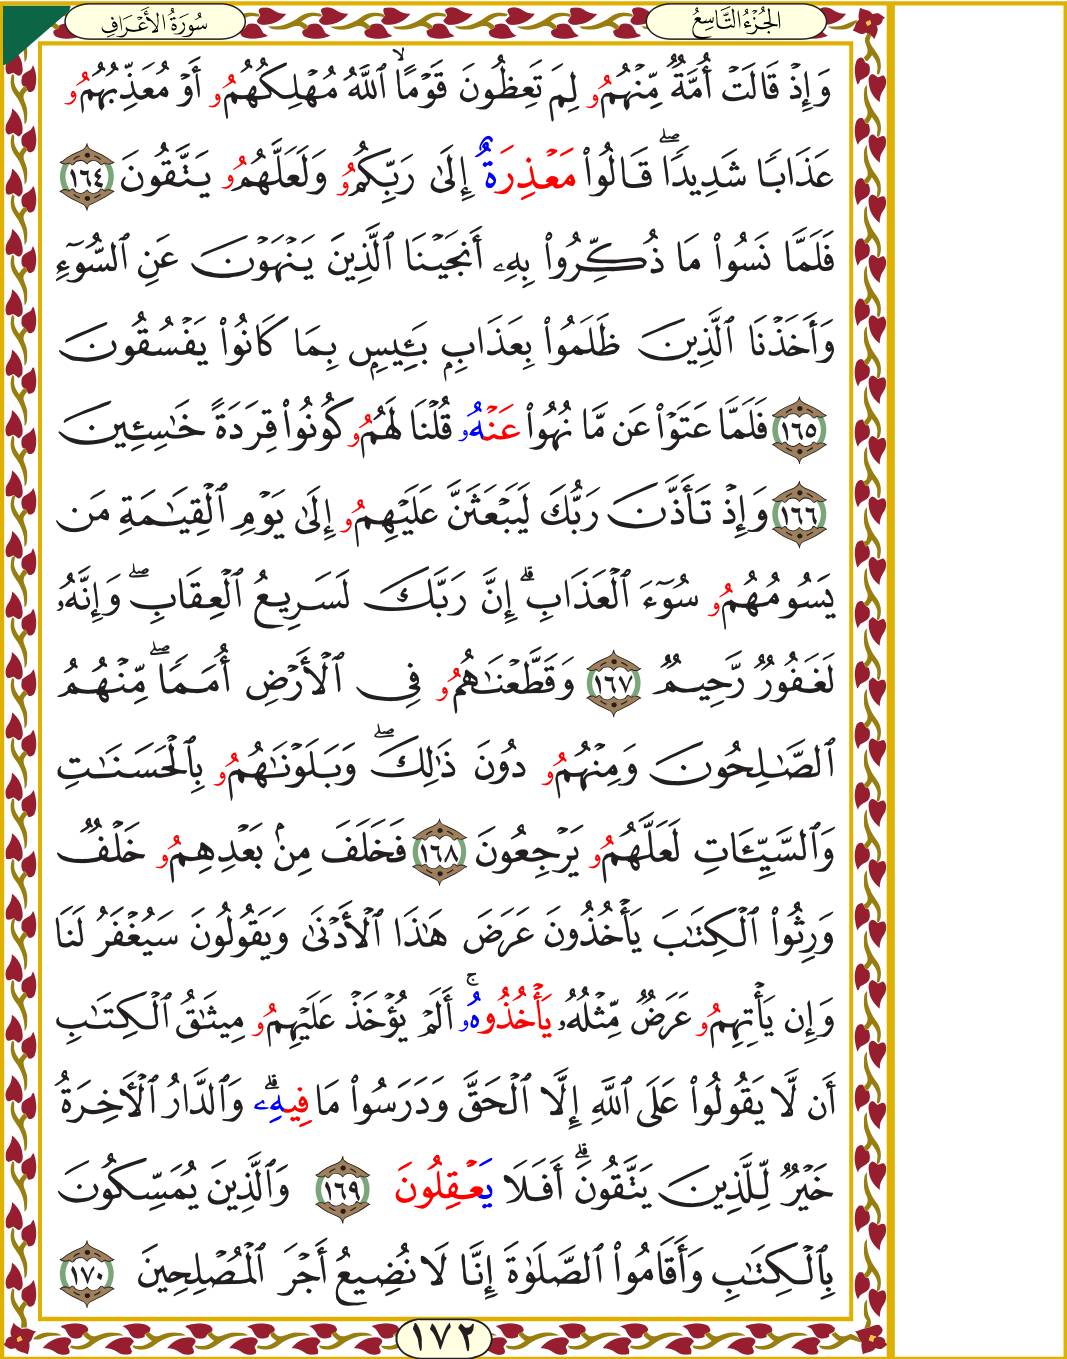 سُورَةُ الأَعْرَافِ
الجُزْءُ التَّاسِعُ
وَإِذْ قَالَتْ أُمَّةٌ مِّنْهُمُو لِمَ تَعِظُونَ قَوْمًاۙ ٱللَّهُ مُهْلِكُهُمُو أَوْ مُعَذِّبُهُمُو
عَذَابًا شَدِيدًاۖ قَالُوا۟ مَعْذِرَةٌ إِلَىٰ رَبِّكُمُو وَلَعَلَّهُمُو يَتَّقُونَ ١٦٤
فَلَمَّا نَسُوا۟ مَا ذُكِّرُوا۟ بِهِۦ أَنجَيْنَا ٱلَّذِينَ يَنْهَوْنَ عَنِ ٱلسُّوٓءِ
وَأَخَذْنَا ٱلَّذِينَ ظَلَمُوا۟ بِعَذَابٍۭ بَـِٔيسٍۭ بِمَا كَانُوا۟ يَفْسُقُونَ
١٦٥ فَلَمَّا عَتَوْا۟ عَن مَّا نُهُوا۟ عَنْهُۥ قُلْنَا لَهُمُو كُونُوا۟ قِرَدَةً خَٰسِـِٔينَ
١٦٦ وَإِذْ تَأَذَّنَ رَبُّكَ لَيَبْعَثَنَّ عَلَيْهِمُو إِلَىٰ يَوْمِ ٱلْقِيَٰمَةِ مَن
يَسُومُهُمُو سُوٓءَ ٱلْعَذَابِۗ إِنَّ رَبَّكَ لَسَرِيعُ ٱلْعِقَابِۖ وَإِنَّهُۥ
لَغَفُورٌ رَّحِيمٌ ١٦٧ وَقَطَّعْنَٰهُمُو فِى ٱلْأَرْضِ أُمَمًاۖ مِّنْهُمُ
ٱلصَّٰلِحُونَ وَمِنْهُمُو دُونَ ذَٰلِكَۖ وَبَلَوْنَٰهُمُو بِٱلْحَسَنَٰتِ
وَٱلسَّيِّـَٔاتِ لَعَلَّهُمُو يَرْجِعُونَ ١٦٨ فَخَلَفَ مِنۢ بَعْدِهِمُو خَلْفٌ
وَرِثُوا۟ ٱلْكِتَٰبَ يَأْخُذُونَ عَرَضَ هَٰذَا ٱلْأَدْنَىٰ وَيَقُولُونَ سَيُغْفَرُ لَنَا
وَإِن يَأْتِهِمُو عَرَضٌ مِّثْلُهُۥ يَأْخُذُوهُۥۚ أَلَمْ يُؤْخَذْ عَلَيْهِمُو مِيثَٰقُ ٱلْكِتَٰبِ
أَن لَّا يَقُولُوا۟ عَلَى ٱللَّهِ إِلَّا ٱلْحَقَّ وَدَرَسُوا۟ مَا فِيهِۦۗ وَٱلدَّارُ ٱلْأَخِرَةُ
خَيْرٌ لِّلَّذِينَ يَتَّقُونَۗ أَفَلَا يَعْقِلُونَ ١٦٩ وَٱلَّذِينَ يُمَسِّكُونَ
بِٱلْكِتَٰبِ وَأَقَامُوا۟ ٱلصَّلَوٰةَ إِنَّا لَا نُضِيعُ أَجْرَ ٱلْمُصْلِحِينَ ١٧٠
١٧٢